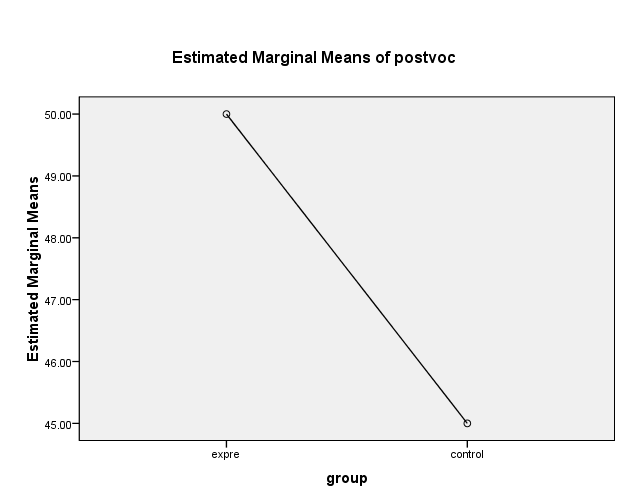 Estimated Marginal Means of postvoc
Estimated Marginal Means
50.00
49.00
48.00
47.00
46.00
45.00
expre
control
group